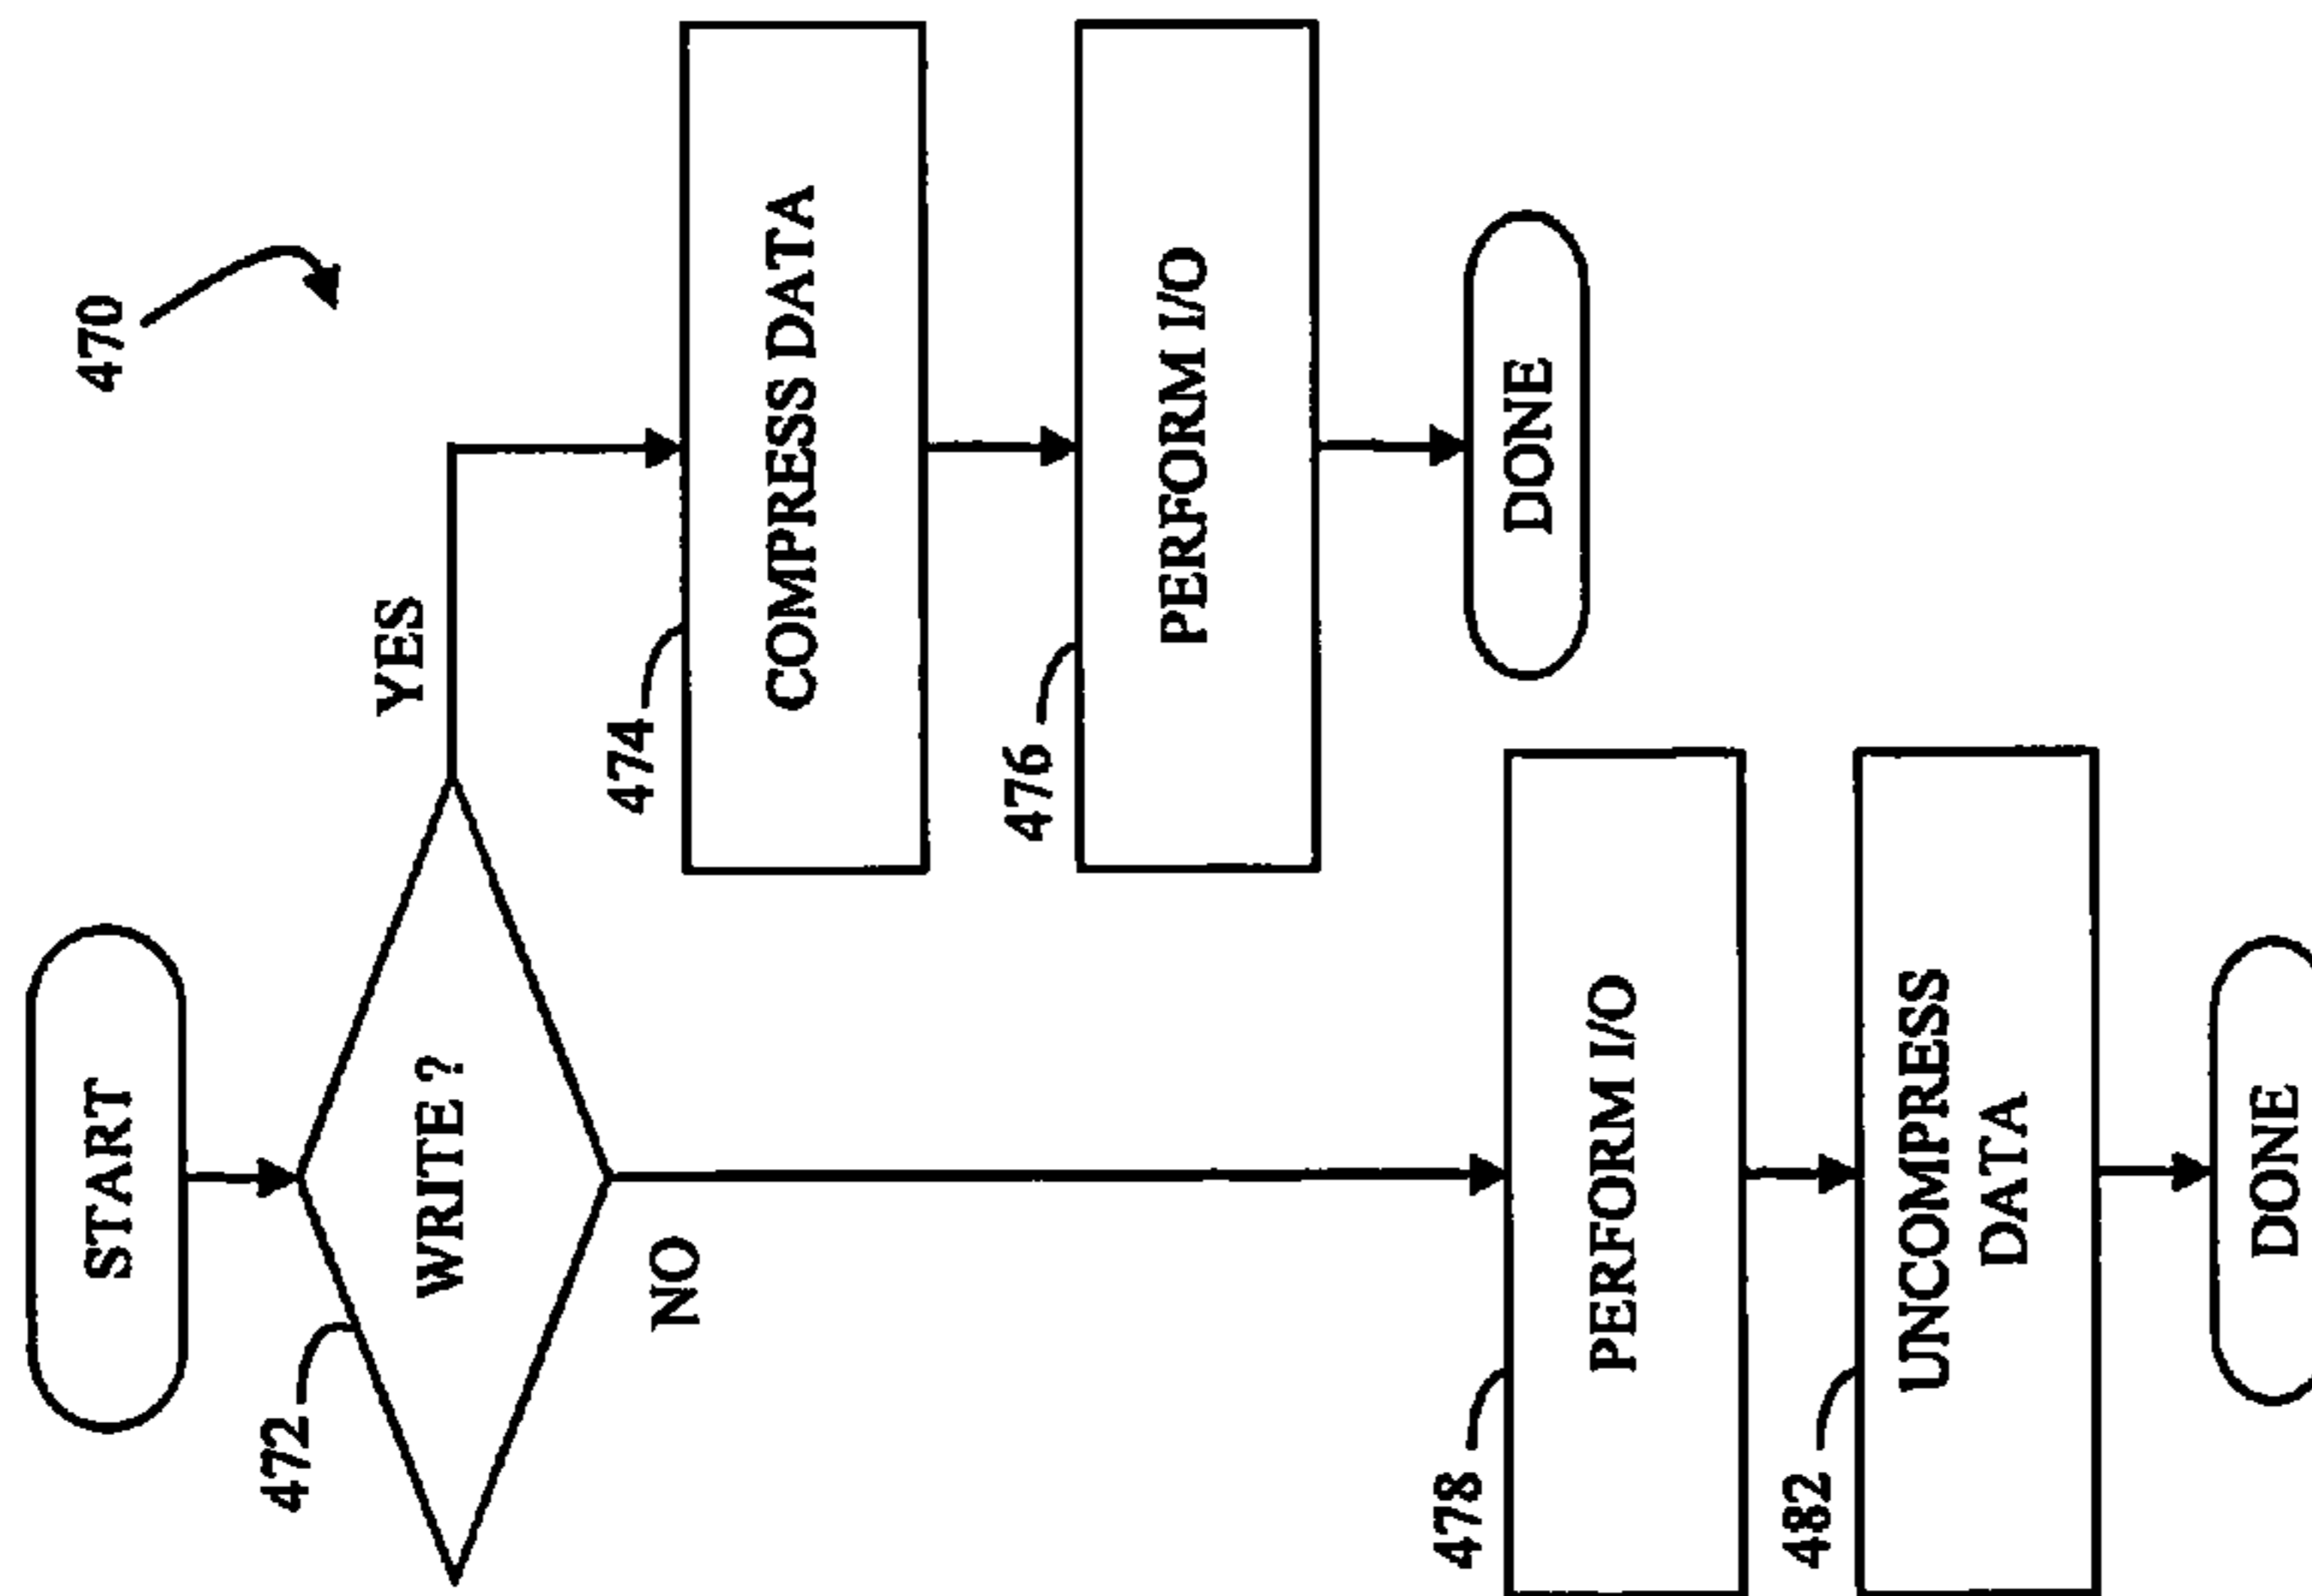 470
START
472
WRITE ?
YES
NO
474
COMPRESS DATA
476
PERFORM I/O
DONE
478
PERFORM I/O
482
UNCOMPRESS
DATA
DONE